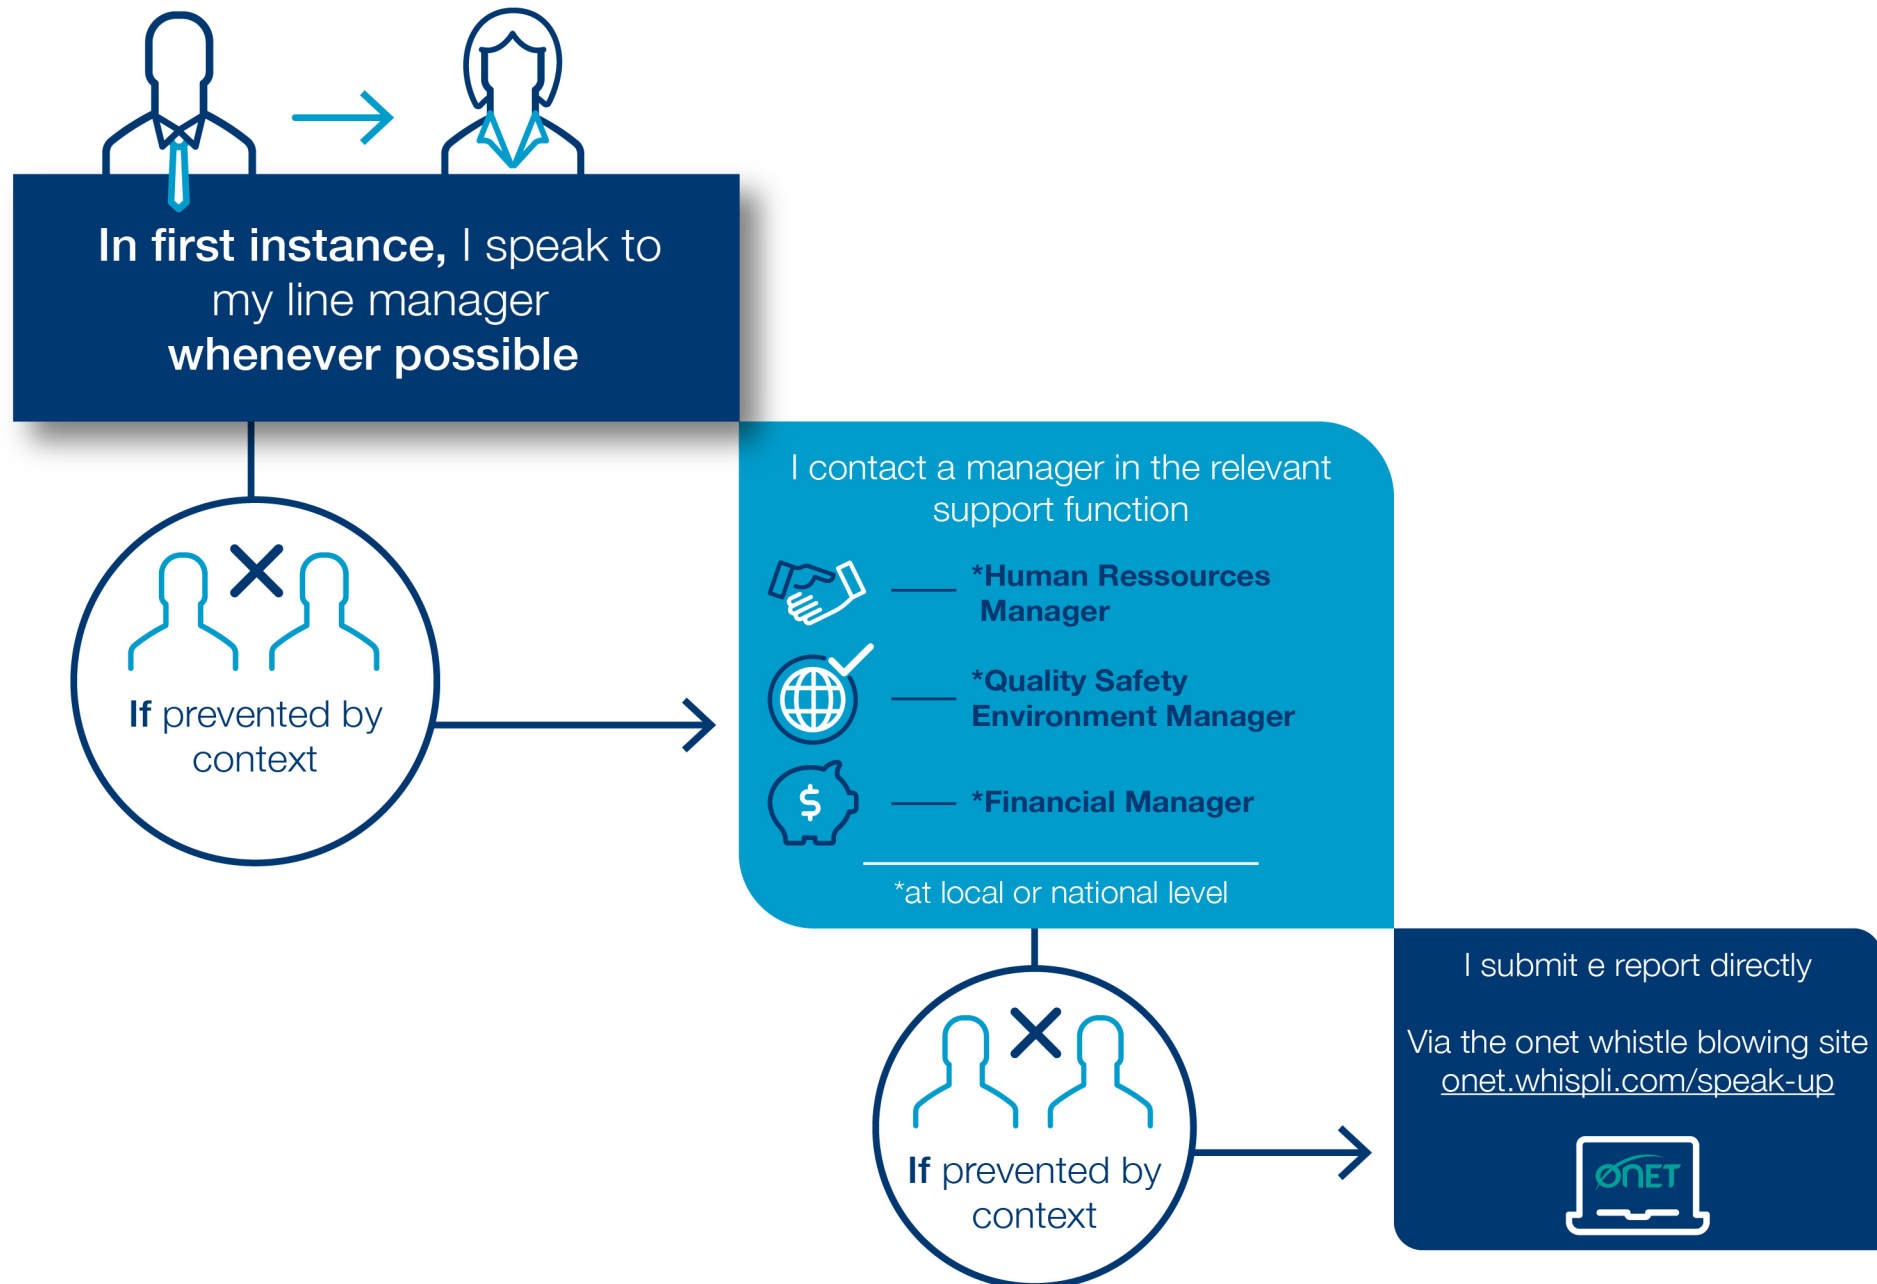 In first instance, I speak to
my line manager
whenever possible
If prevented by
context
I contact a manager in the relevant
support function
*Human Ressources
Manager
*Quality Safety
Environment Manager
$
*Financial Manager
*at local or national level
If prevented by
context
I submit e report directly
Via the onet whistle blowing site
onet.whispli.com/speak-up
ONET